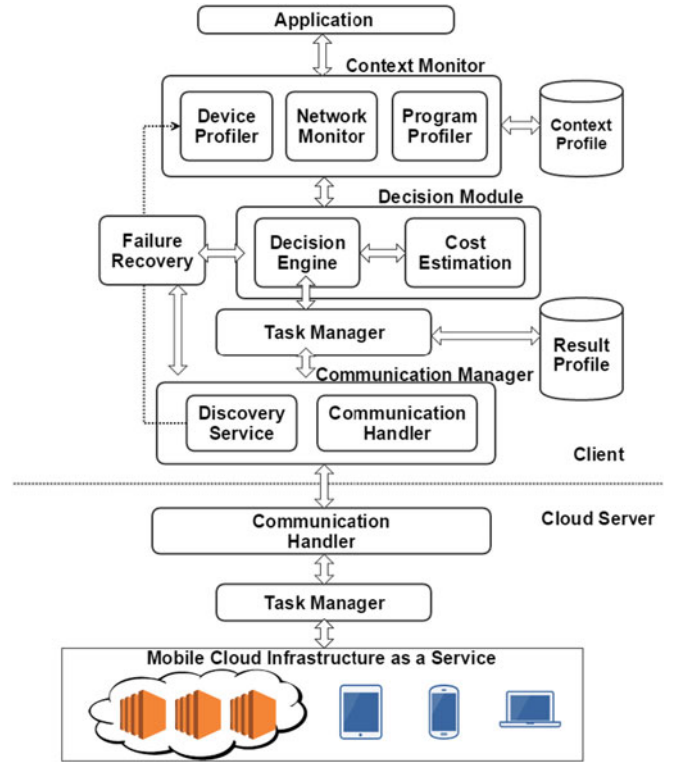 Application
Context Monitor
Device
Profiler
Network
Monitor
Program
Profiler
Context
Profile
Decision Module
Failure
Recovery
Decision
Engine
Cost
Estimation
Task Manager
Result
Profile
Communication Manager
Discovery
Service
Communication
Handler
Client
Cloud Server
Communication
Handler
Task Manager
Mobile Cloud Infrastructure as a Service